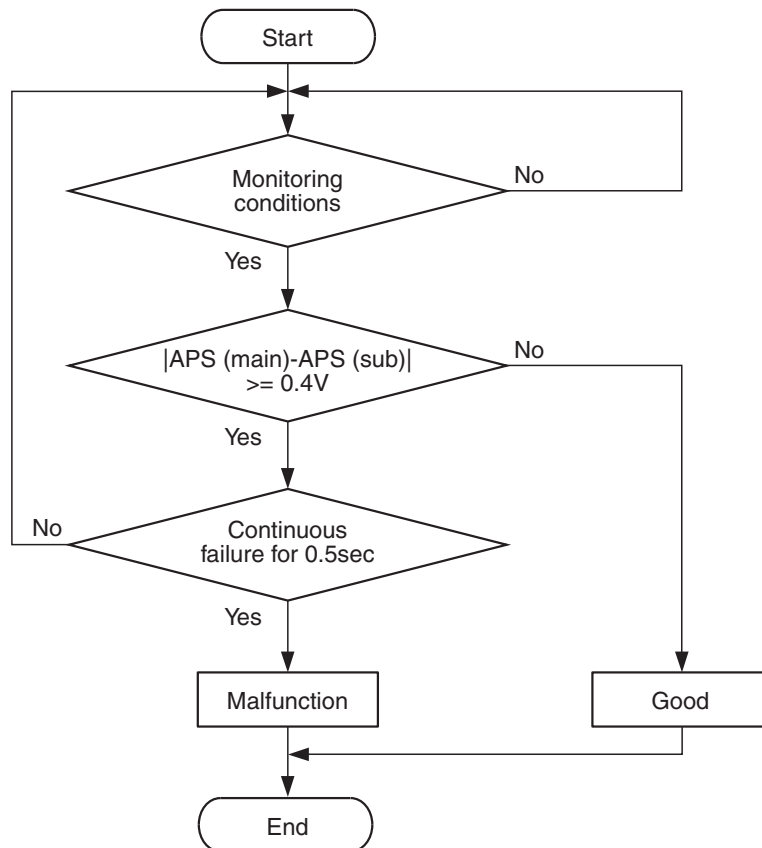 Start
Monitoring
conditions
No
Yes
|APS (main)-APS (sub)|
>= 0.4V
No
Yes
Continuous
failure for 0.5sec
No
Yes
Malfunction
Good
End